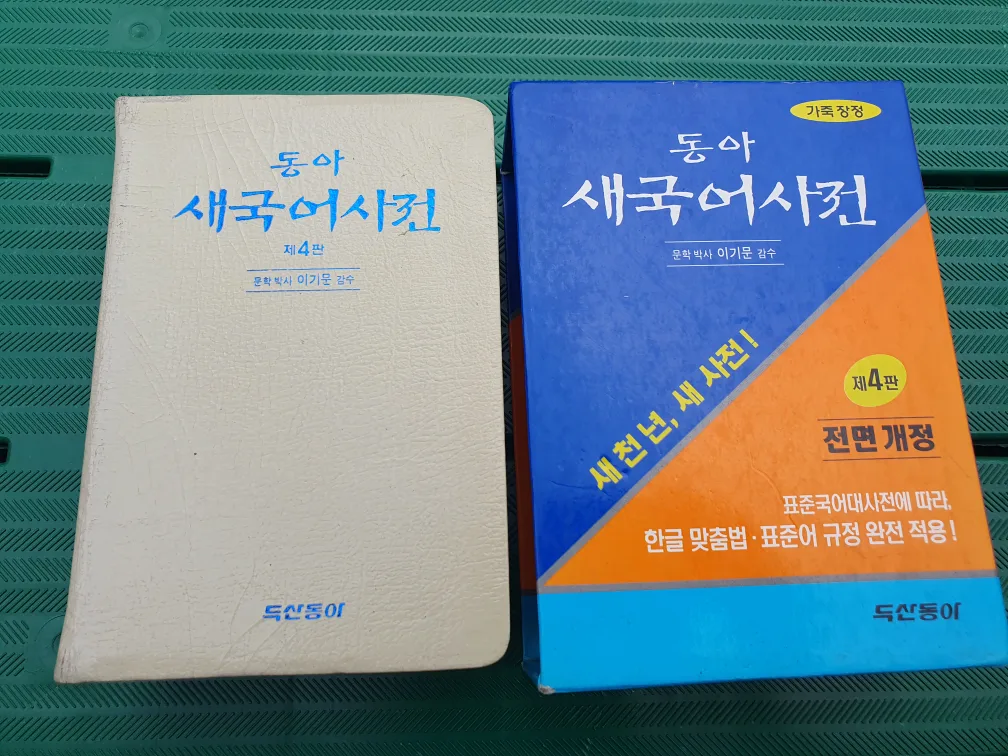 동아
새국어사전
제4판
문학 박사 이기문 감수
두산동아
가죽 장정
동아
새국어사전
문학 박사 이기문 감수
새 천 년, 새 사전!
제4판
전면 개정
표준국어대사전에 따라,
한글 맞춤법·표준어 규정 완전 적용!
두산동아